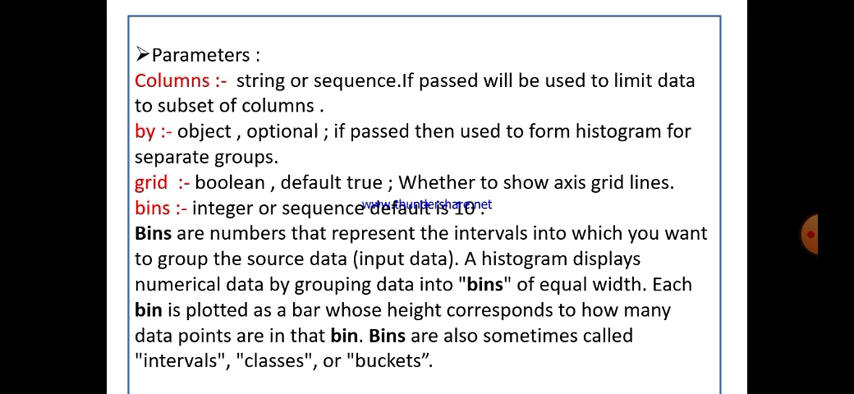 ➢Parameters :
Columns :- string or sequence.If passed will be used to limit data
to subset of columns .
by :- object , optional ; if passed then used to form histogram for
separate groups.
grid :- boolean , default true ; Whether to show axis grid lines.
bins :- integer or sequence default is 10 .
www.thundershare.net
Bins are numbers that represent the intervals into which you want
to group the source data (input data). A histogram displays
numerical data by grouping data into "bins" of equal width. Each
bin is plotted as a bar whose height corresponds to how many
data points are in that bin. Bins are also sometimes called
"intervals", "classes", or "buckets”.